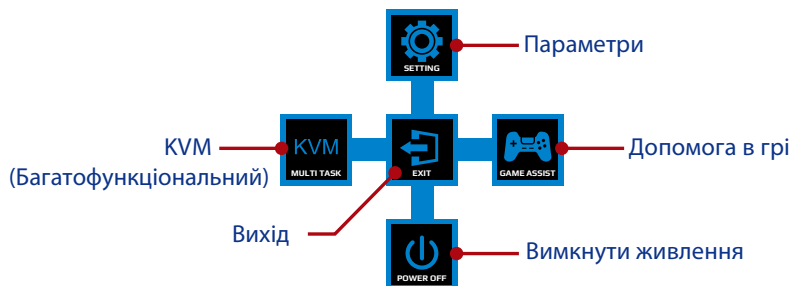 SETTING
Параметри
KVM
(Багатофункціональний)
KVM
MULTI TASK
EXIT
GAME ASSIST
Допомога в грі
Вихід
POWER OFF
Вимкнути живлення